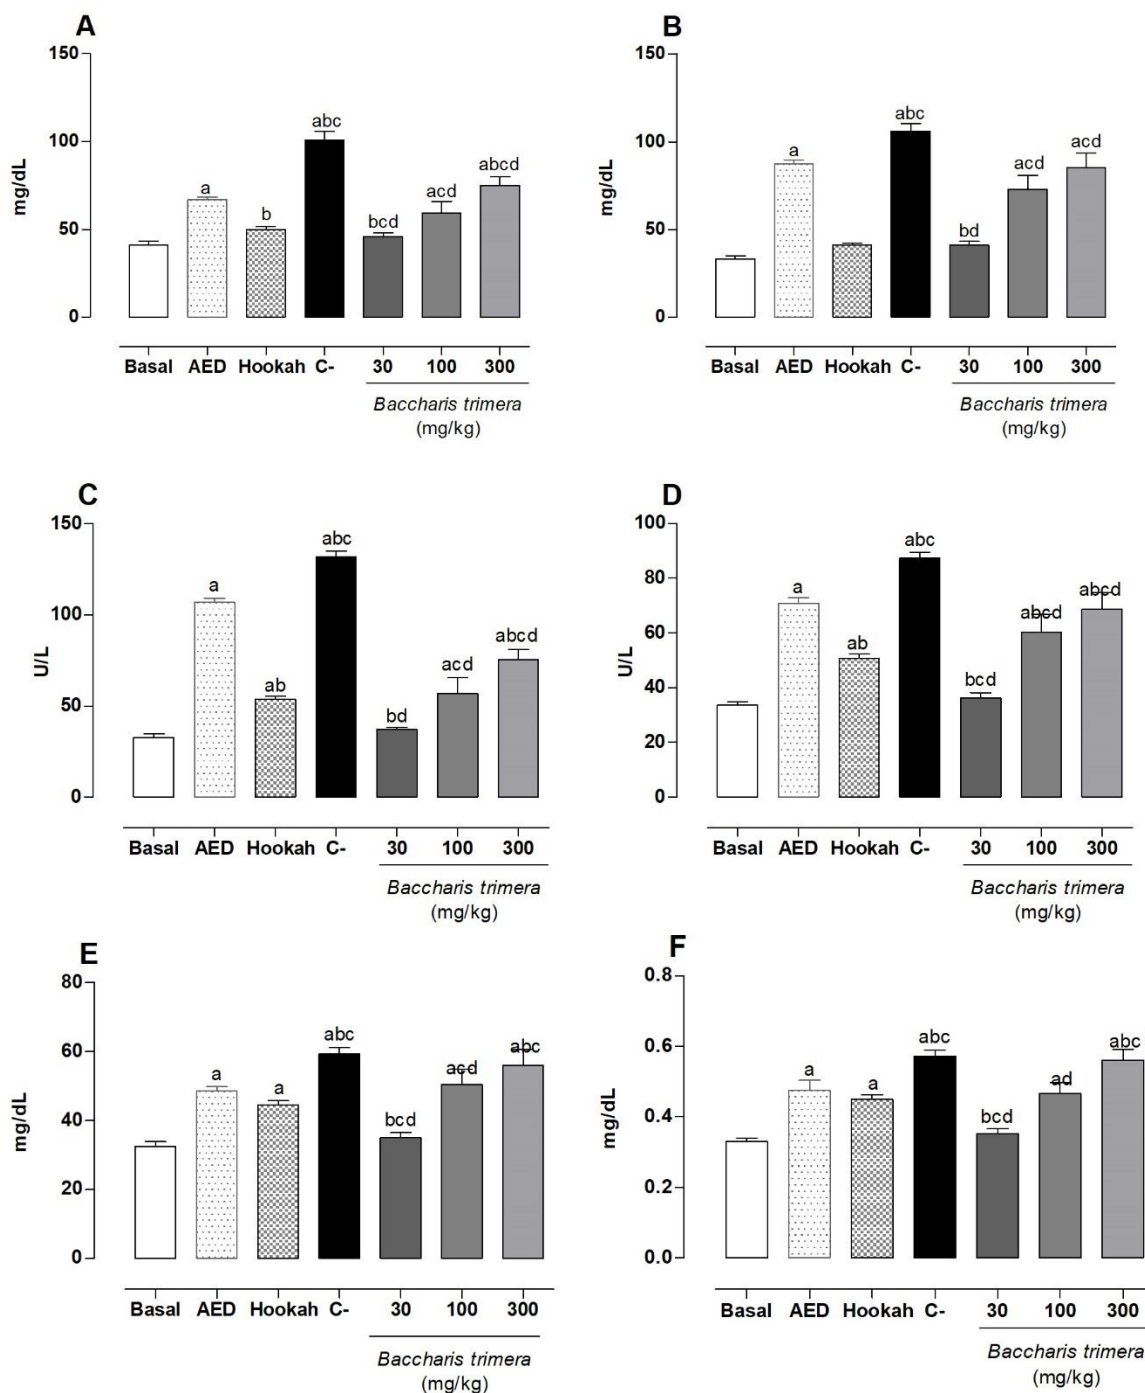 A
150
100
50
0
mg/dL
a
b
abc
bcd
acd
abcd
Basal AED Hookah C- 30 100 300
Baccharis trimera
(mg/kg)
B
150
100
50
0
mg/dL
a
abc
bd
acd
acd
Basal AED Hookah C- 30 100 300
Baccharis trimera
(mg/kg)
C
150
100
50
0
U/L
a
ab
abc
bd
acd
abcd
Basal AED Hookah C- 30 100 300
Baccharis trimera
(mg/kg)
D
100
80
60
40
20
0
U/L
a
ab
abc
bcd
abcd
abcd
Basal AED Hookah C- 30 100 300
Baccharis trimera
(mg/kg)
E
80
60
40
20
0
mg/dL
a
a
abc
bcd
acd
abc
Basal AED Hookah C- 30 100 300
Baccharis trimera
(mg/kg)
F
0.8
0.6
0.4
0.2
0.0
mg/dL
a
a
abc
bcd
ad
abc
Basal AED Hookah C- 30 100 300
Baccharis trimera
(mg/kg)